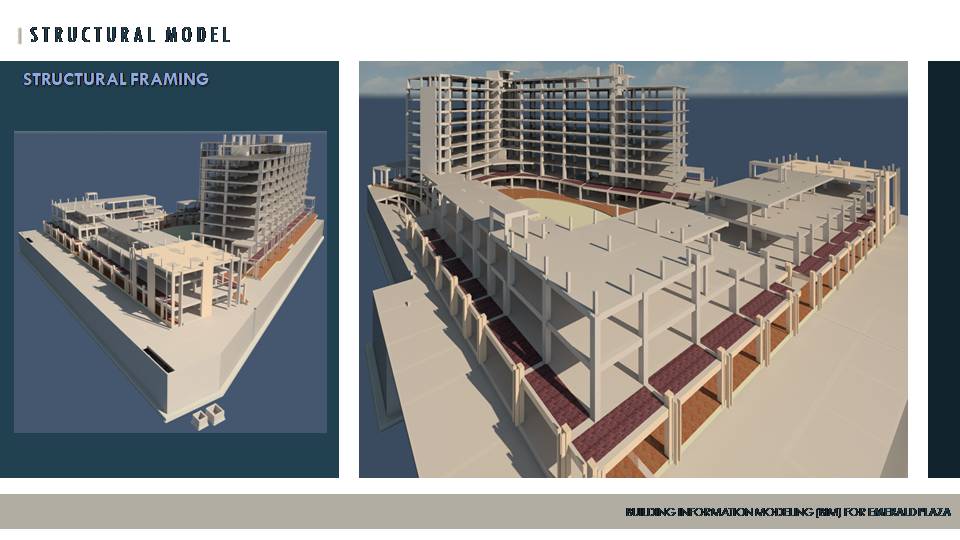 STRUCTURAL MODEL
STRUCTURAL FRAMING
BUILDING INFORMATION MODELING (BIM) FOR EMERALD PLAZA